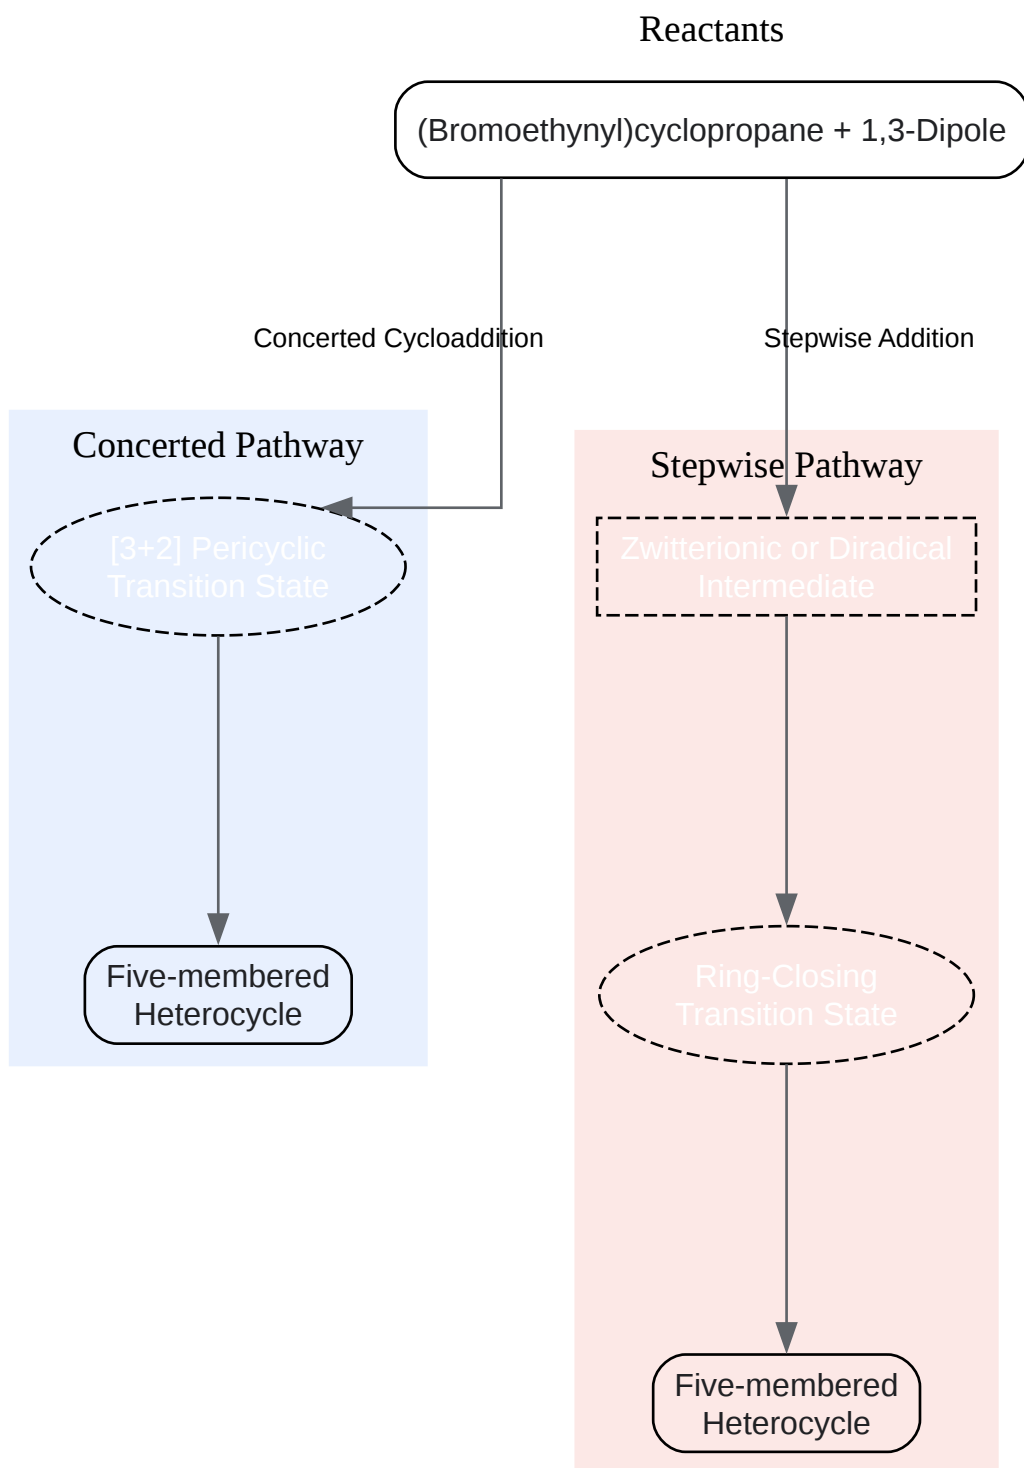 Reactants
(Bromoethynyl)cyclopropane + 1,3-Dipole
Concerted Cycloaddition
Stepwise Addition
Concerted Pathway
[3+2] Pericyclic
Transition State
Five-membered
Heterocycle
Stepwise Pathway
Zwitterionic or Diradical
Intermediate
Ring-Closing
Transition State
Five-membered
Heterocycle